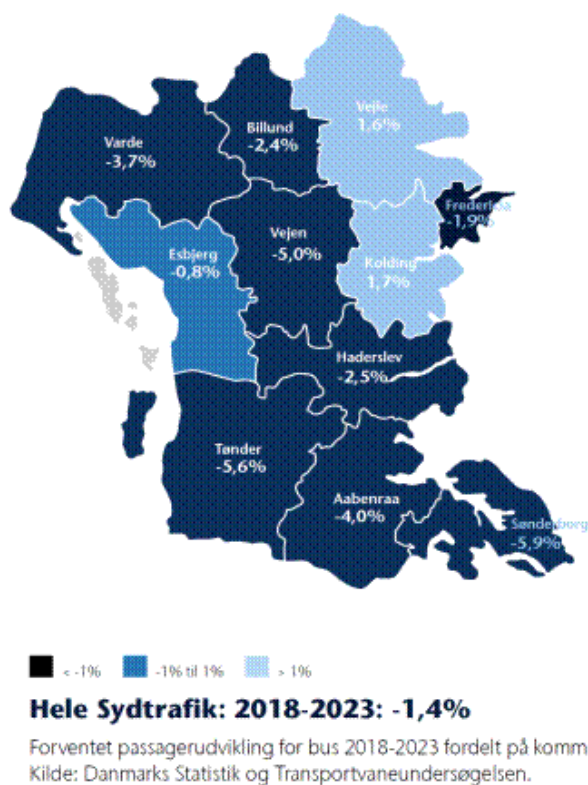 Vejle
1,6%
Billund
-2,4%
Varde
-3,7%
Fredericia
-1,9%
Vejen
-5,0%
Esbjerg
-0,8%
Kolding
1,7%
Haderslev
-2,5%
Tønder
-5,6%
Aabenraa
-4,0%
Sønderborg
-5,9%
< -1% -1% til 1% > 1%
Hele Sydtrafik: 2018-2023: -1,4%
Forventet passagerudvikling for bus 2018-2023 fordelt på komm
Kilde: Danmarks Statistik og Transportvaneundersøgelsen.